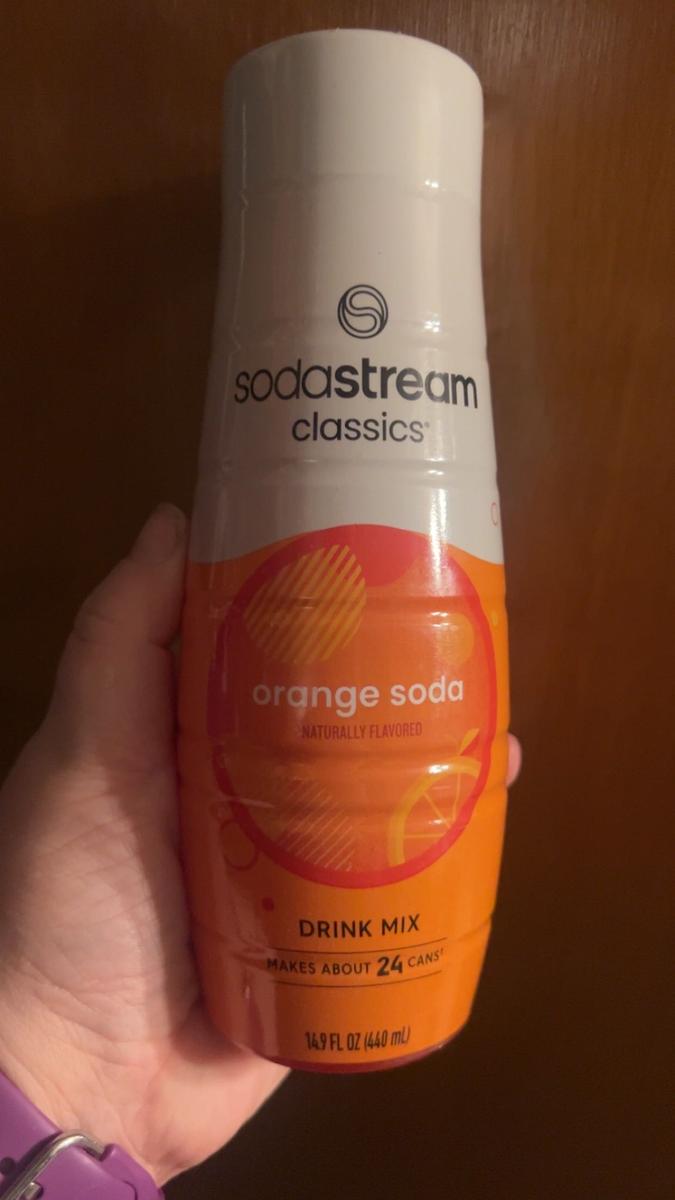 sodastream
classics
orange soda
NATURALLY FLAVORED
DRINK MIX
MAKES ABOUT 24 CANS†
14.9 FL OZ (440 mL)